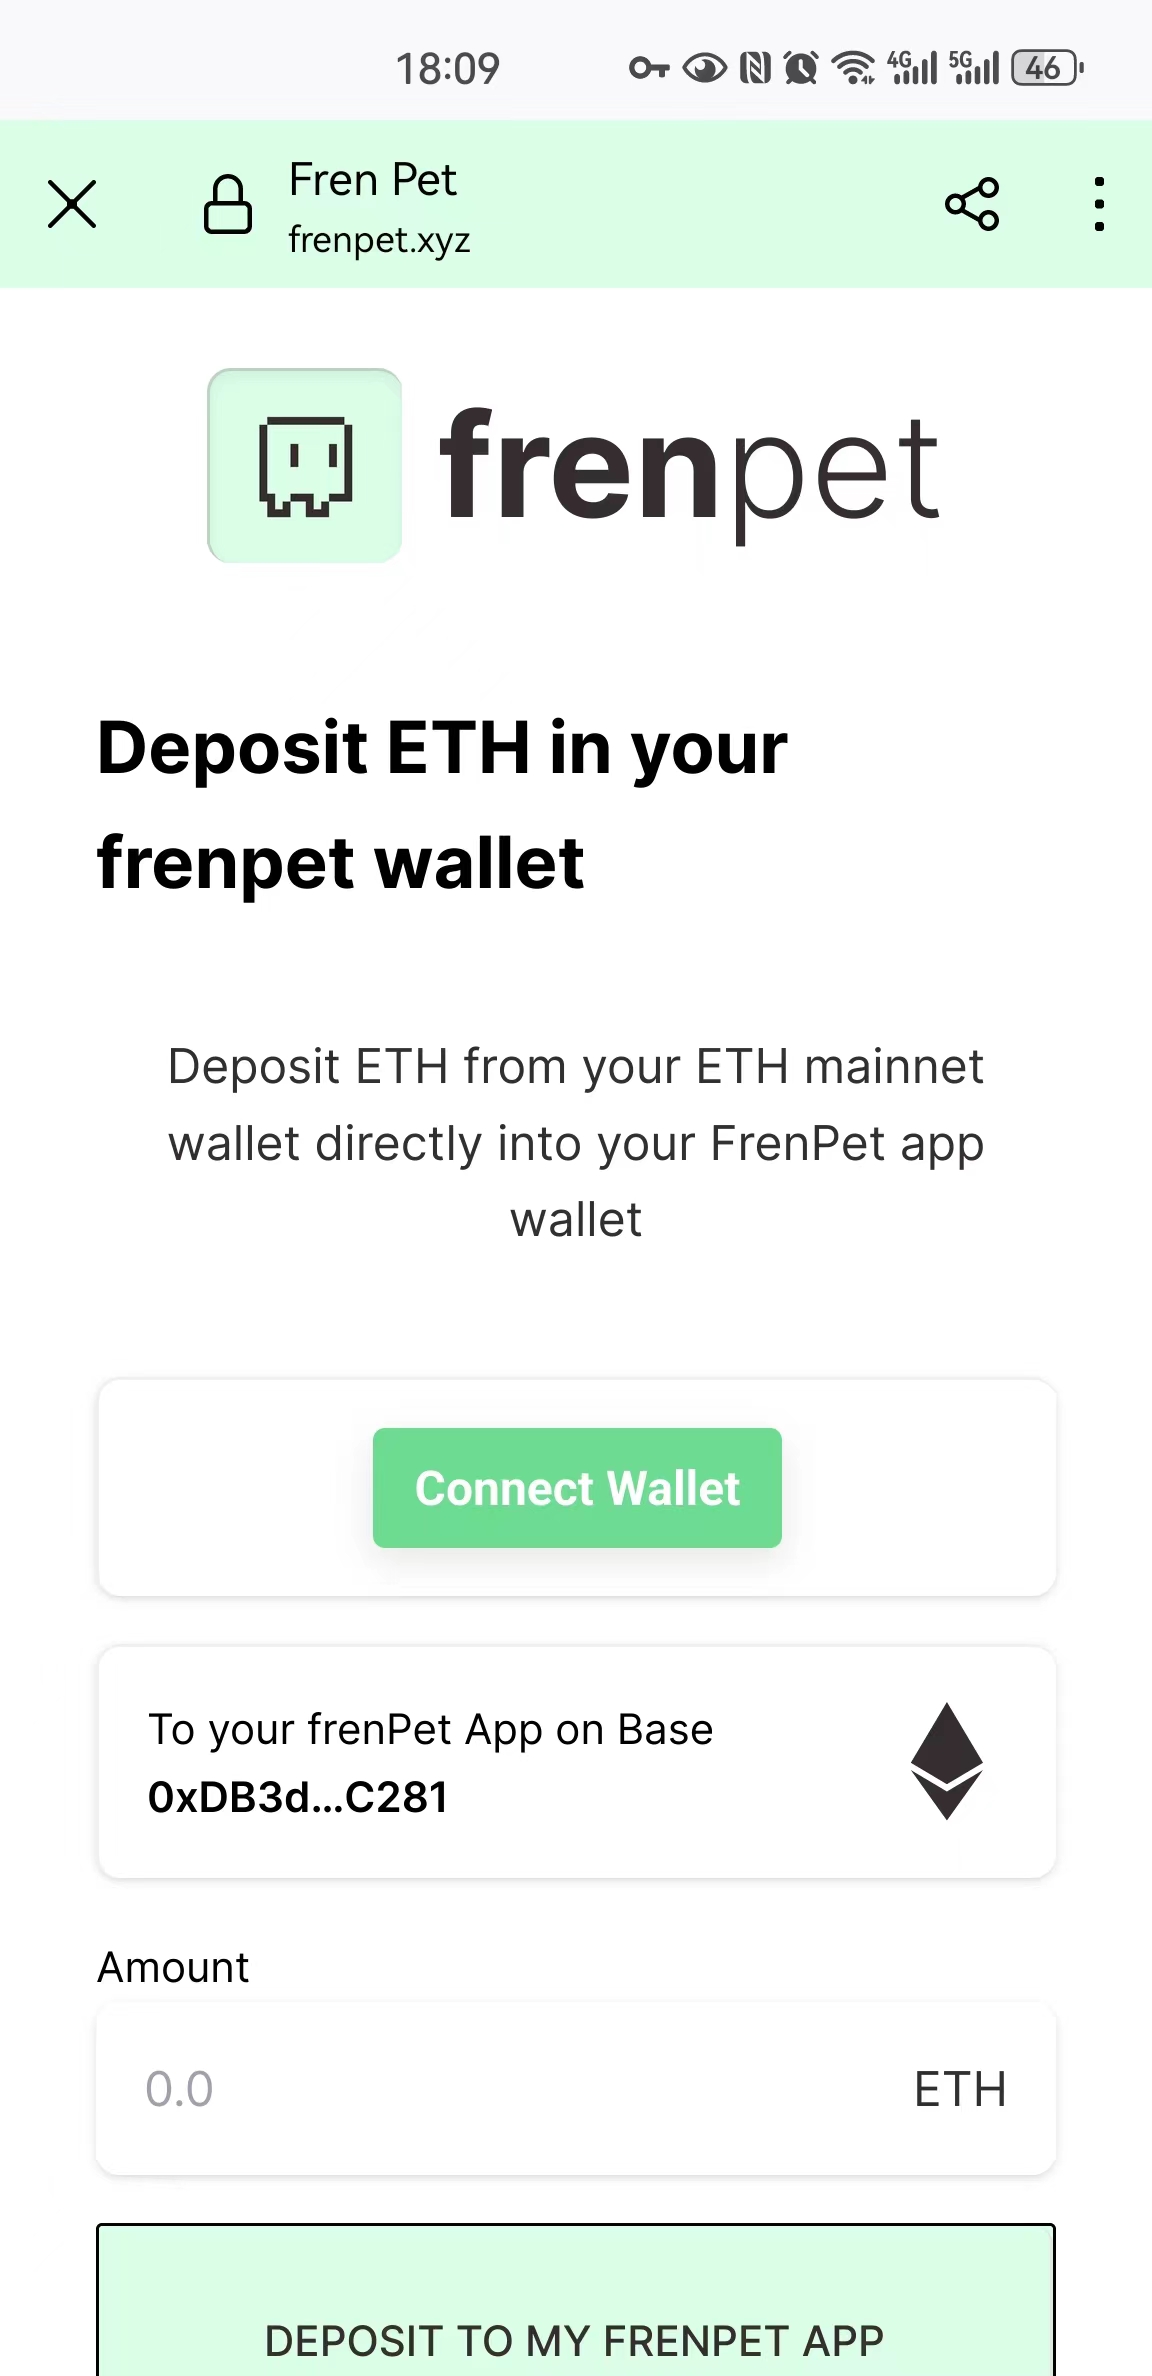 18:09
4G
5G
46
Fren Pet
frenpet.xyz
frenpet
Deposit ETH in your
frenpet wallet
Deposit ETH from your ETH mainnet
wallet directly into your FrenPet app
wallet
Connect Wallet
To your frenPet App on Base
0xDB3d...C281
Amount
0.0
ETH
DEPOSIT TO MY FRENPET APP